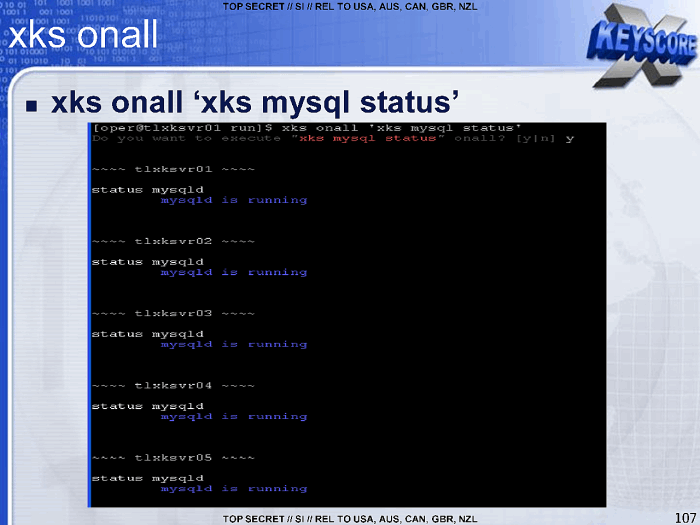 TOP SECRET // SI // REL TO USA, AUS, CAN, GBR, NZL
xks onall
X
KEYSCORE
▪ xks onall ‘xks mysql status’
[oper@tlxksvr01 run]$ xks onall 'xks mysql status'
Do you want to execute "xks mysql status" onall? [y|n] y
~~~~ tlxksvr01 ~~~~
status mysqld
mysqld is running
~~~~ tlxksvr02 ~~~~
status mysqld
mysqld is running
~~~~ tlxksvr03 ~~~~
status mysqld
mysqld is running
~~~~ tlxksvr04 ~~~~
status mysqld
mysqld is running
~~~~ tlxksvr05 ~~~~
status mysqld
mysqld is running
TOP SECRET // SI // REL TO USA, AUS, CAN, GBR, NZL
107